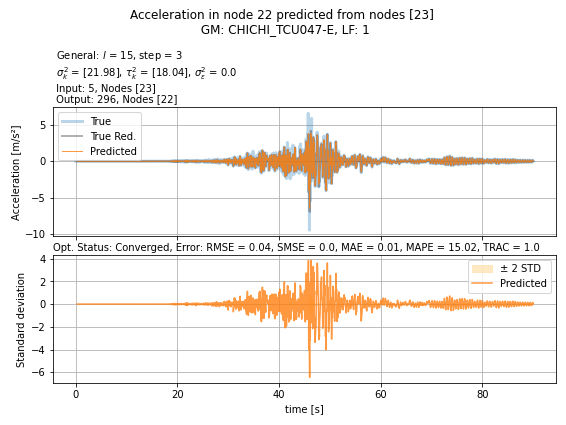 Acceleration in node 22 predicted from nodes [23]
GM: CHICHI_TCU047-E, LF: 1
General: l = 15, step = 3
σ²ₖ = [21.98], τ²ₖ = [18.04], σ²ε = 0.0
Input: 5, Nodes [23]
Output: 296, Nodes [22]
True
True Red.
Predicted
Acceleration [m/s²]
5
0
−5
−10
Opt. Status: Converged, Error: RMSE = 0.04, SMSE = 0.0, MAE = 0.01, MAPE = 15.02, TRAC = 1.0
± 2 STD
Predicted
Standard deviation
4
2
0
−2
−4
−6
0 20 40 60 80
time [s]